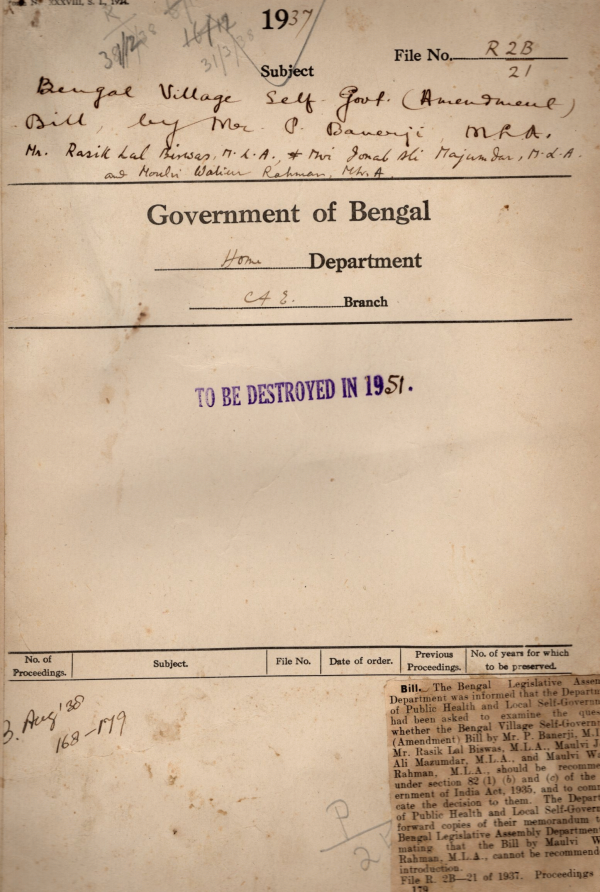 1937
File No. R 2B
21
Subject
Bengal Village Self-Govt. (Amendment)
Bill, by Mr. P. Banerji, M.L.A.
Mr. Rasik Lal Biswas, M.L.A., & Mvi Jonab Ali Majumdar, M.L.A.
and Moulvi Waliur Rahman, M.L.A.
Government of Bengal
Home Department
C & E. Branch
TO BE DESTROYED IN 1951.
No. of Proceedings. Subject. File No. Date of order. Previous Proceedings. No. of years for which to be preserved.
3. Aug '38
168-179
P
2
Bill. The Bengal Legislative Assem
Department was informed that the Departm
of Public Health and Local Self-Governm
had been asked to examine the ques
whether the Bengal Village Self-Governm
(Amendment) Bill by Mr. P. Banerji, M.L
Mr. Rasik Lal Biswas, M.L.A., Maulvi J
Ali Mazumdar, M.L.A., and Maulvi Wa
Rahman, M.L.A., should be recomme
under section 82 (1) (b) and (c) of the
ernment of India Act, 1935, and to comm
cate the decision to them. The Depart
of Public Health and Local Self-Govern
forward copies of their memorandum t
Bengal Legislative Assembly Department
mating that the Bill by Maulvi W
Rahman, M.L.A., cannot be recommend
introduction.
File R. 2B—21 of 1937. Proceedings
179